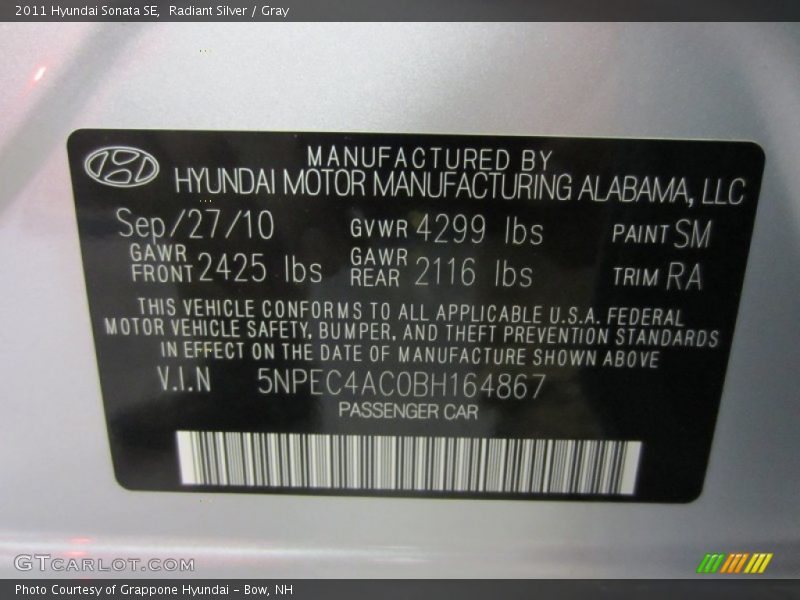 2011 Hyundai Sonata SE, Radiant Silver / Gray
MANUFACTURED BY
HYUNDAI MOTOR MANUFACTURING ALABAMA, LLC
Sep/27/10 GVWR 4299 lbs PAINT SM
GAWR FRONT 2425 lbs GAWR REAR 2116 lbs TRIM RA
THIS VEHICLE CONFORMS TO ALL APPLICABLE U.S.A. FEDERAL
MOTOR VEHICLE SAFETY, BUMPER, AND THEFT PREVENTION STANDARDS
IN EFFECT ON THE DATE OF MANUFACTURE SHOWN ABOVE
V.I.N 5NPEC4AC0BH164867
PASSENGER CAR
GTCARLOT.COM
Photo Courtesy of Grappone Hyundai - Bow, NH